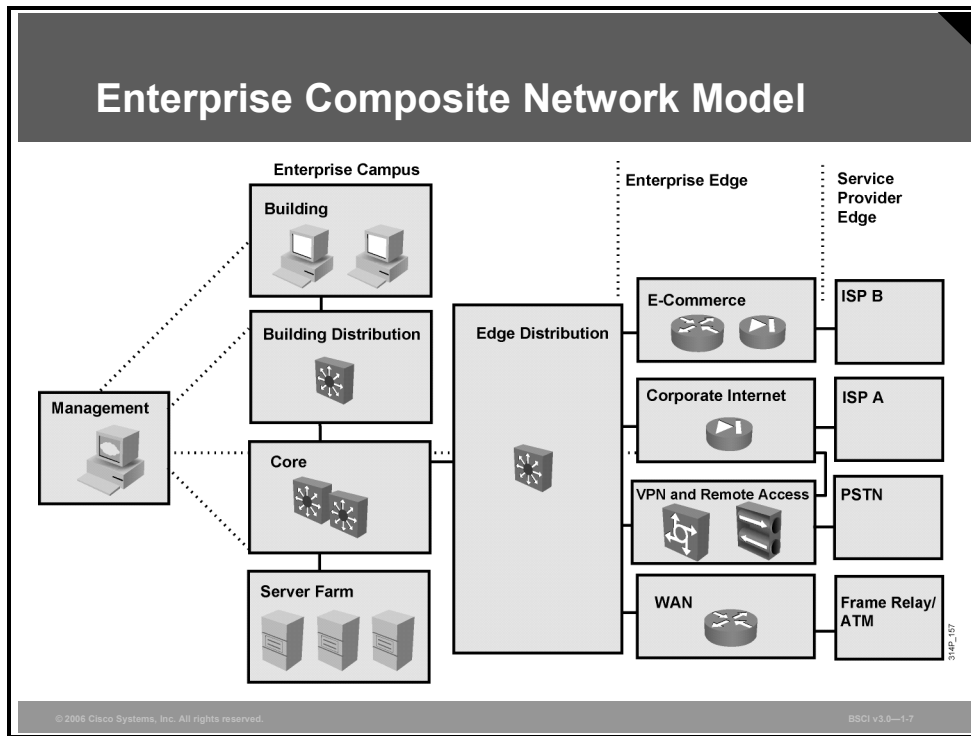 Enterprise Composite Network Model
Enterprise Campus
Enterprise Edge
Service
Provider
Edge
Building
Building Distribution
Management
Core
Server Farm
Edge Distribution
E-Commerce
Corporate Internet
VPN and Remote Access
WAN
ISP B
ISP A
PSTN
Frame Relay/
ATM
314P_157
© 2006 Cisco Systems, Inc. All rights reserved.
BSCI v3.0—1-7